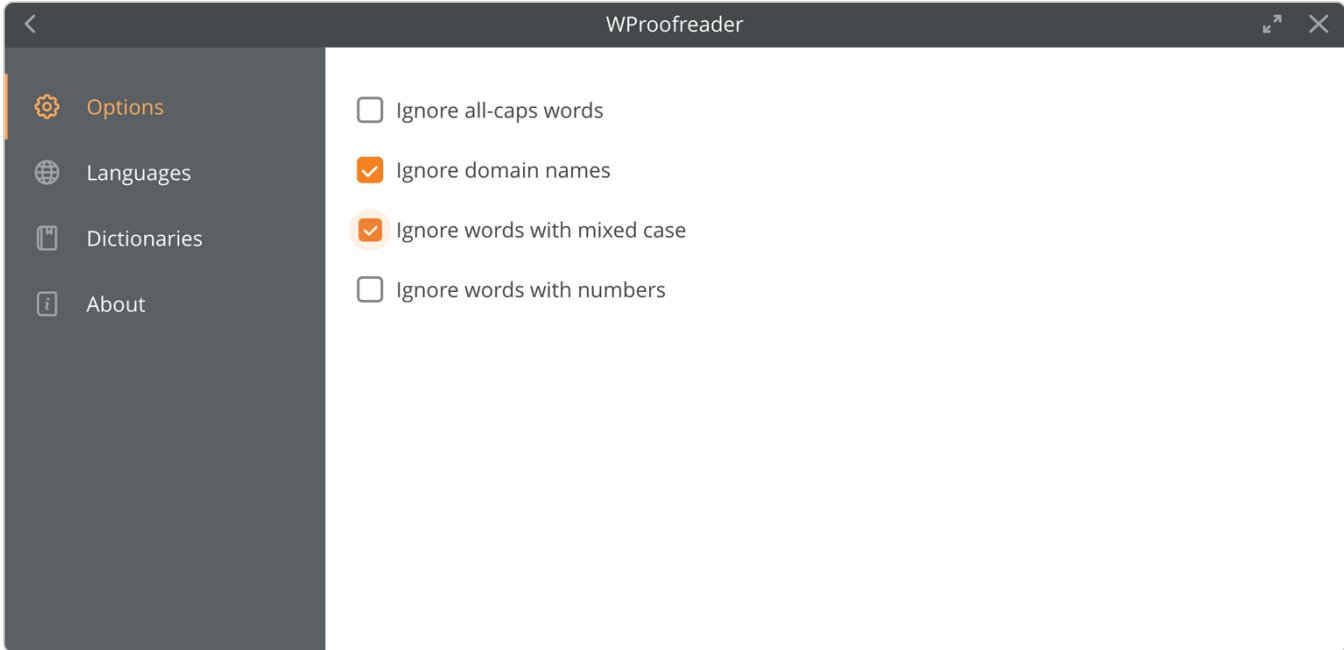 WProofreader
Options
Languages
Dictionaries
About
Ignore all-caps words
Ignore domain names
Ignore words with mixed case
Ignore words with numbers